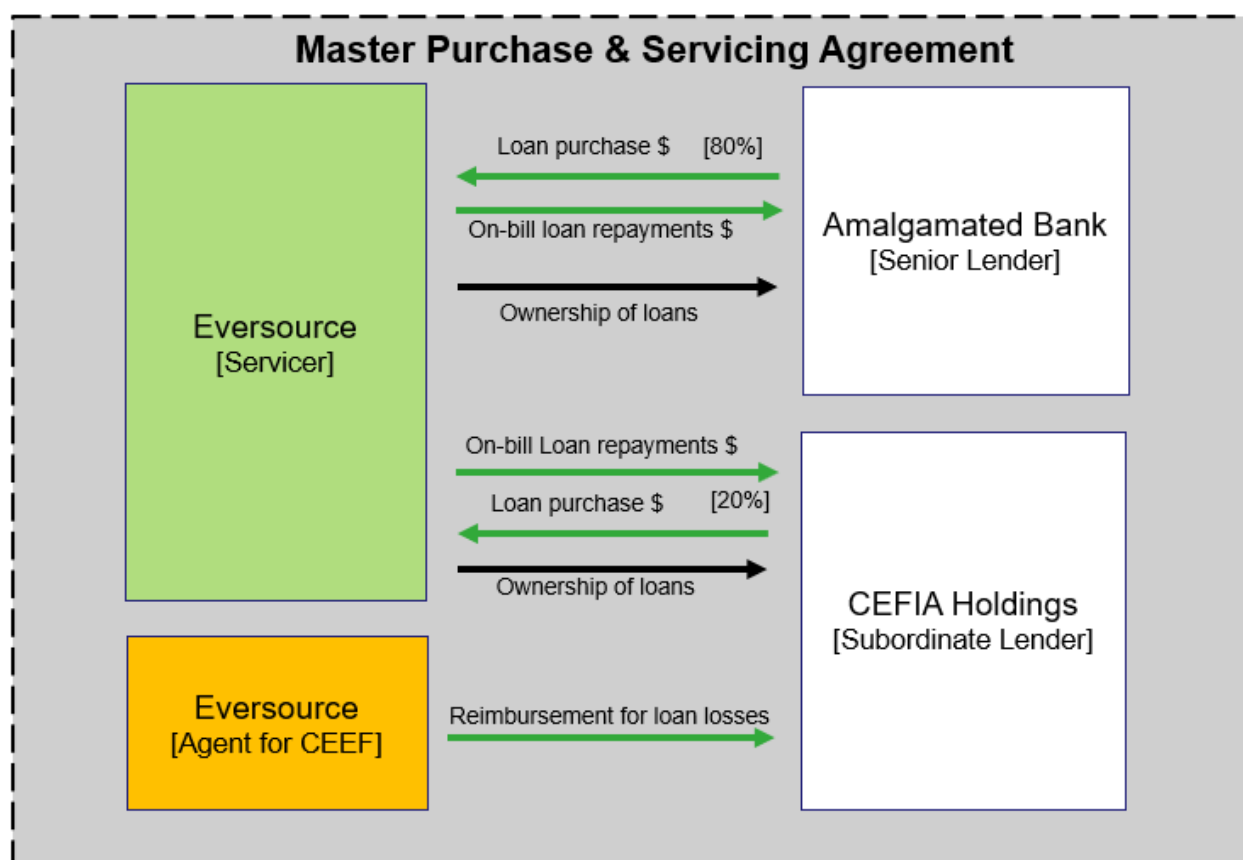 Master Purchase & Servicing Agreement
Eversource
[Servicer]
Loan purchase $ [80%]
On-bill loan repayments $
Ownership of loans
Amalgamated Bank
[Senior Lender]
On-bill Loan repayments $
Loan purchase $ [20%]
Ownership of loans
CEFIA Holdings
[Subordinate Lender]
Eversource
[Agent for CEEF]
Reimbursement for loan losses